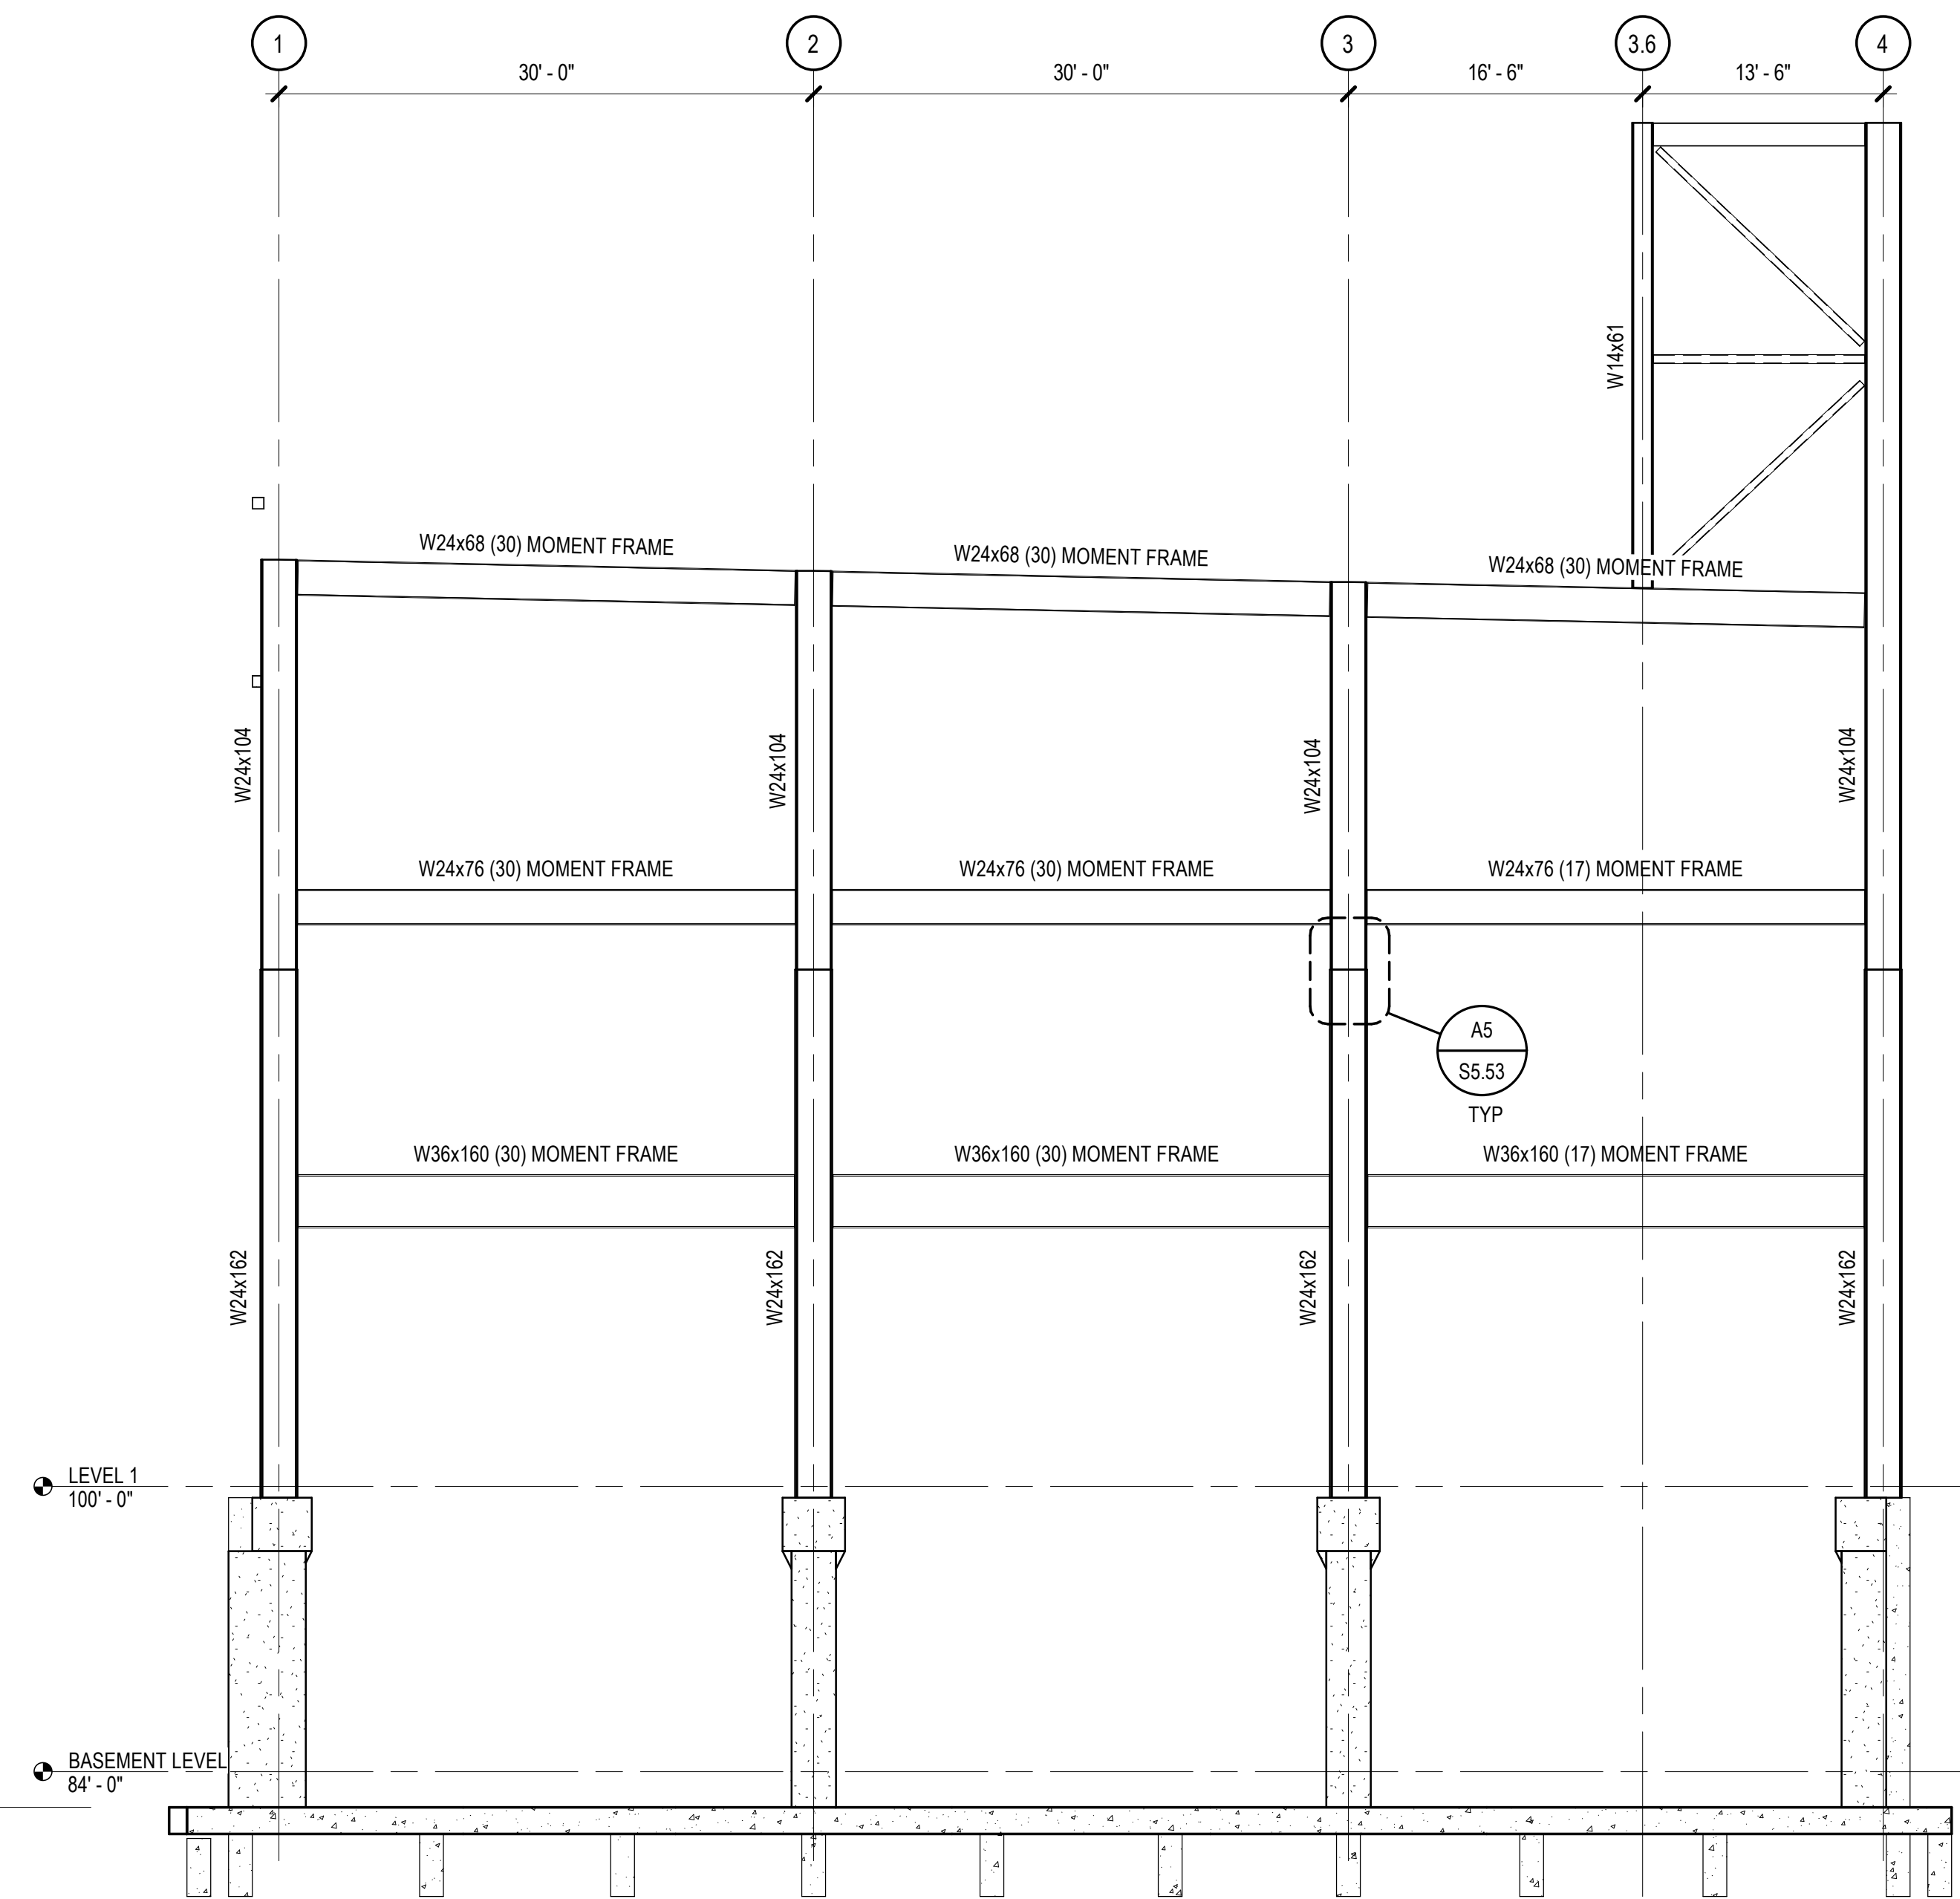 1
2
3
3.6
4
30' - 0"
30' - 0"
16' - 6"
13' - 6"
W14x61
W24x68 (30) MOMENT FRAME
W24x68 (30) MOMENT FRAME
W24x68 (30) MOMENT FRAME
W24x104
W24x104
W24x104
W24x104
W24x76 (30) MOMENT FRAME
W24x76 (30) MOMENT FRAME
W24x76 (17) MOMENT FRAME
A5
S5.53
TYP
W36x160 (30) MOMENT FRAME
W36x160 (30) MOMENT FRAME
W36x160 (17) MOMENT FRAME
W24x162
W24x162
W24x162
W24x162
LEVEL 1
100' - 0"
BASEMENT LEVEL
84' - 0"